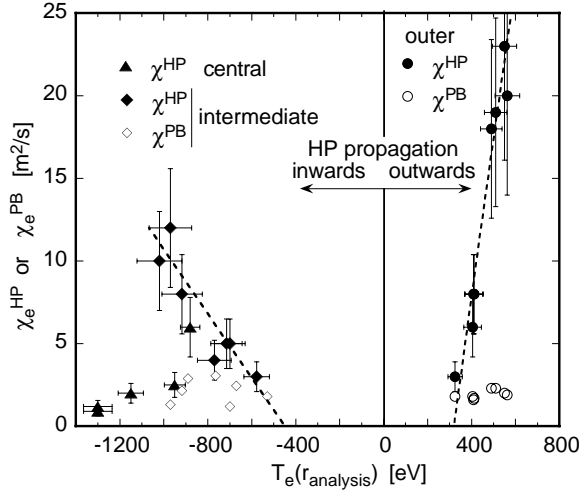 25
20
15
10
5
0
χ_e^HP or χ_e^PB [m²/s]
▲ χ^HP central
◆ χ^HP
◇ χ^PB
intermediate
outer
● χ^HP
○ χ^PB
HP propagation
inwards outwards
-1200 -800 -400 0 400 800
T_e(r_analysis) [eV]